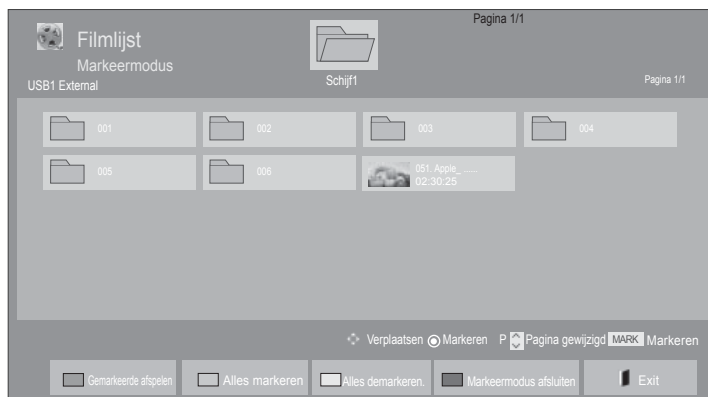 Pagina 1/1
Filmlijst
Markeermodus
USB1 External
Schijf1
Pagina 1/1
001
002
003
004
005
006
051. Apple_ ......
02:30:25
Verplaatsen Markeren P Pagina gewijzigd MARK Markeren
Gemarkeerde afspelen
Alles markeren
Alles demarkeren.
Markeermodus afsluiten
Exit